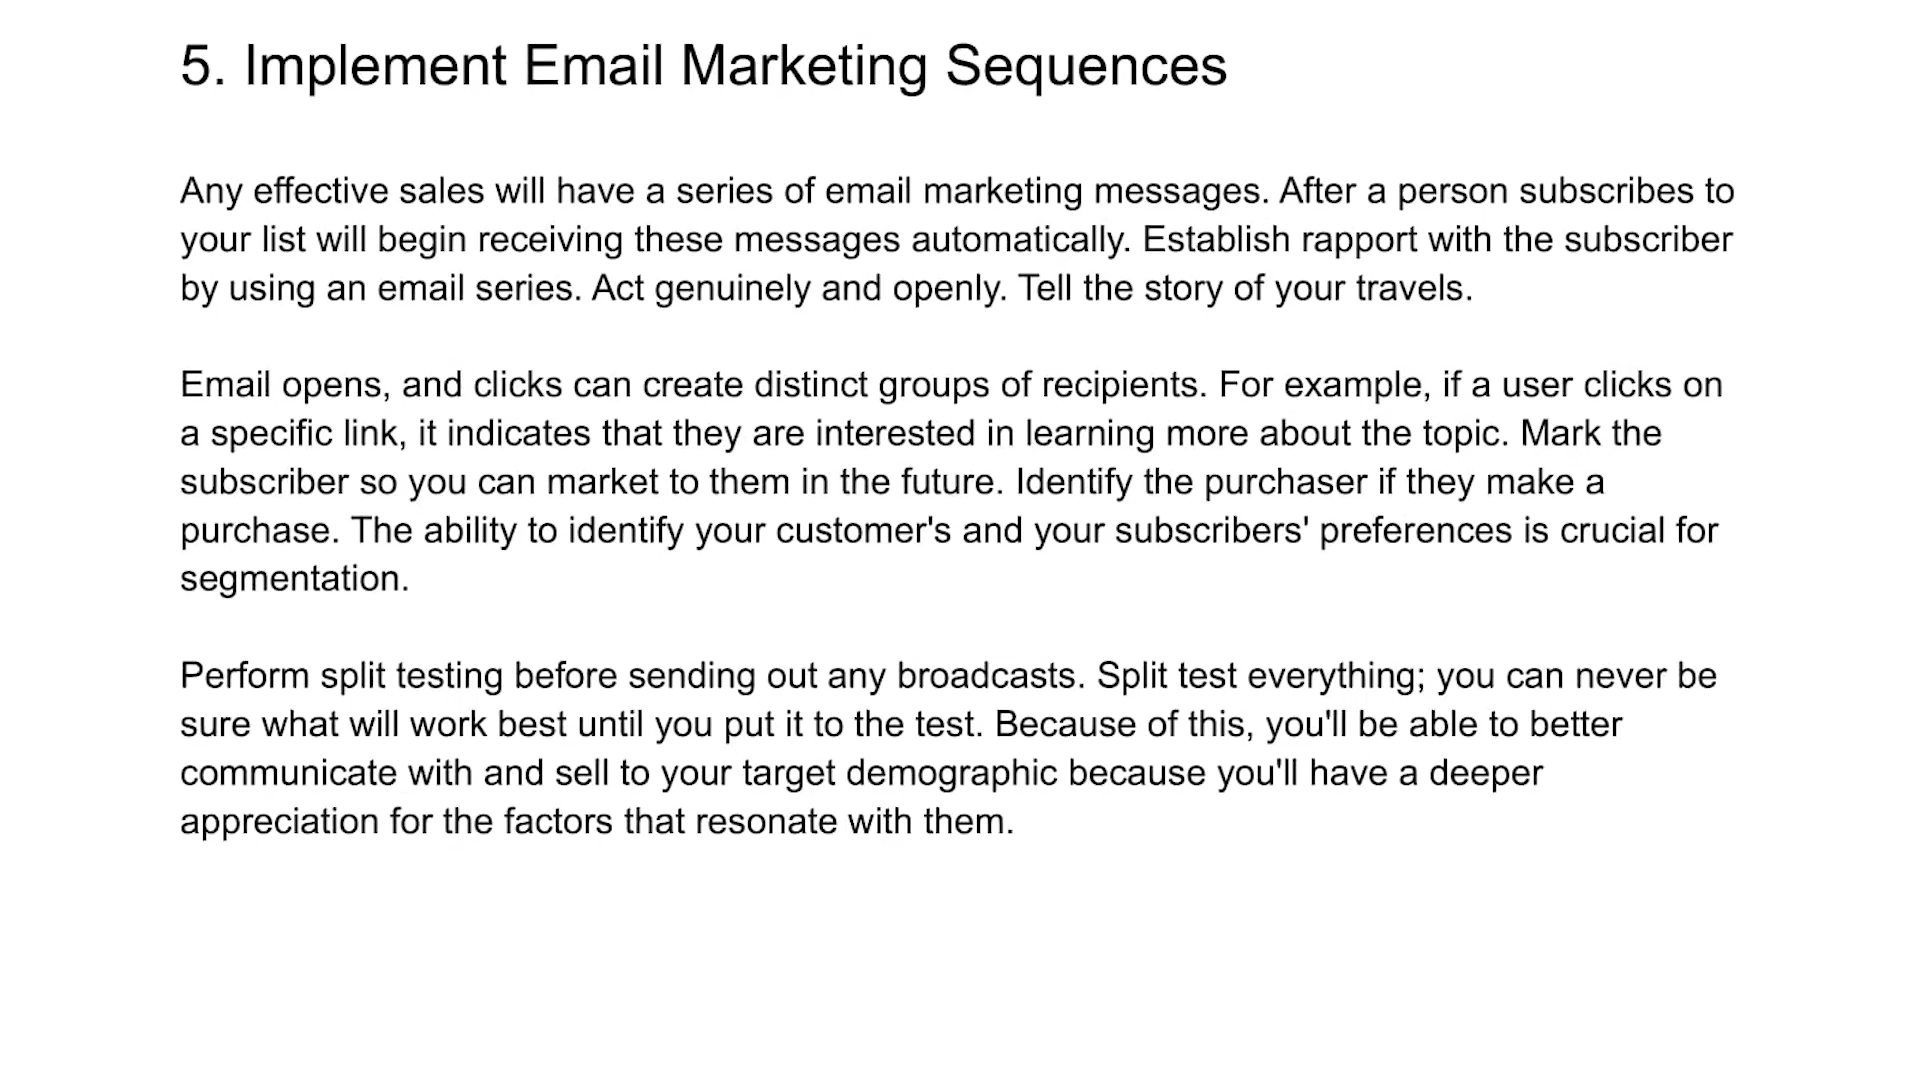 5. Implement Email Marketing Sequences
Any effective sales will have a series of email marketing messages. After a person subscribes to
your list will begin receiving these messages automatically. Establish rapport with the subscriber
by using an email series. Act genuinely and openly. Tell the story of your travels.
Email opens, and clicks can create distinct groups of recipients. For example, if a user clicks on
a specific link, it indicates that they are interested in learning more about the topic. Mark the
subscriber so you can market to them in the future. Identify the purchaser if they make a
purchase. The ability to identify your customer's and your subscribers' preferences is crucial for
segmentation.
Perform split testing before sending out any broadcasts. Split test everything; you can never be
sure what will work best until you put it to the test. Because of this, you'll be able to better
communicate with and sell to your target demographic because you'll have a deeper
appreciation for the factors that resonate with them.